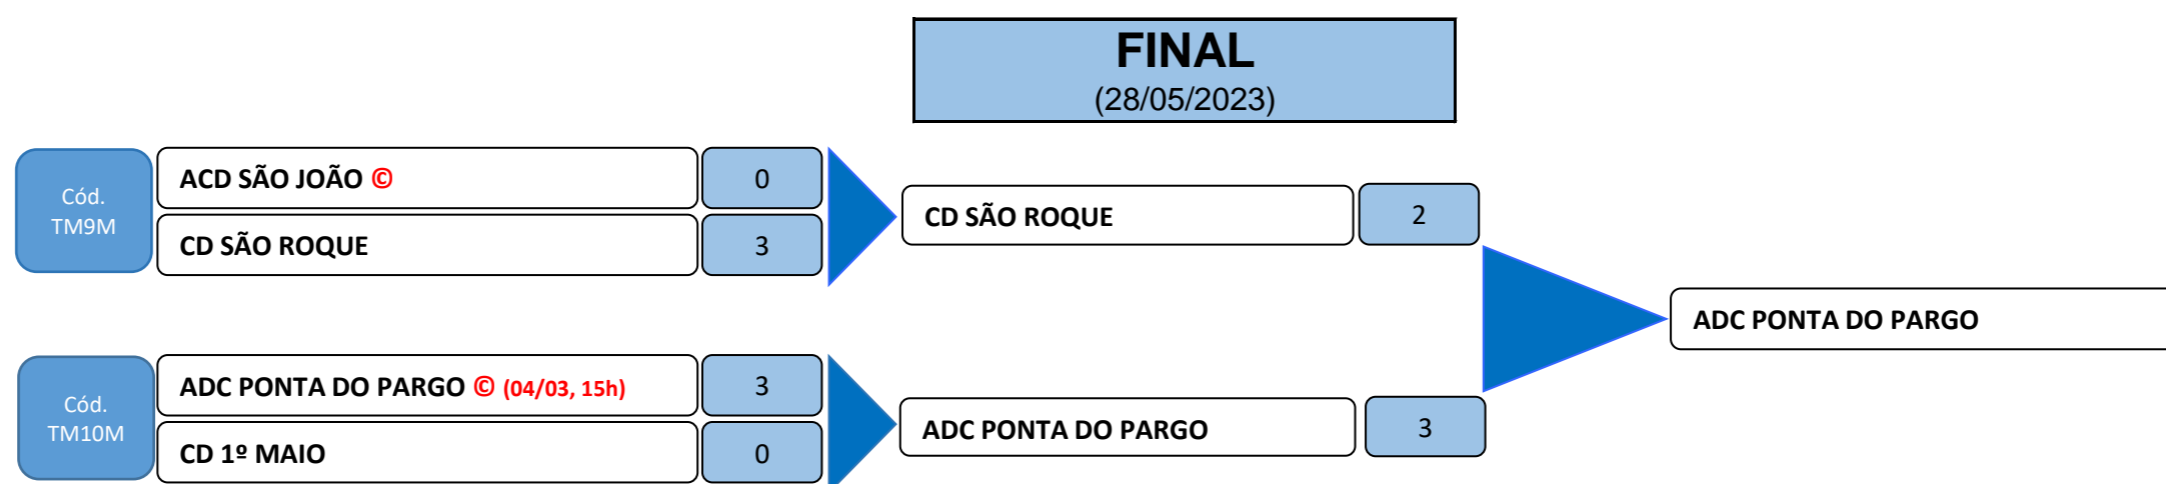 FINAL
(28/05/2023)
Cód.
TM9M
ACD SÃO JOÃO © 0
CD SÃO ROQUE 3
CD SÃO ROQUE 2
ADC PONTA DO PARGO
Cód.
TM10M
ADC PONTA DO PARGO © (04/03, 15h) 3
CD 1º MAIO 0
ADC PONTA DO PARGO 3